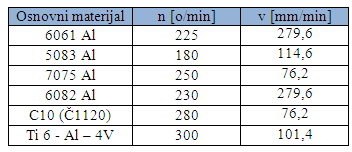 Osnovni materijal n [o/min] v [mm/min]
6061 Al 225 279,6
5083 Al 180 114,6
7075 Al 250 76,2
6082 Al 230 279,6
C10 (Č1120) 280 76,2
Ti 6 - Al – 4V 300 101,4